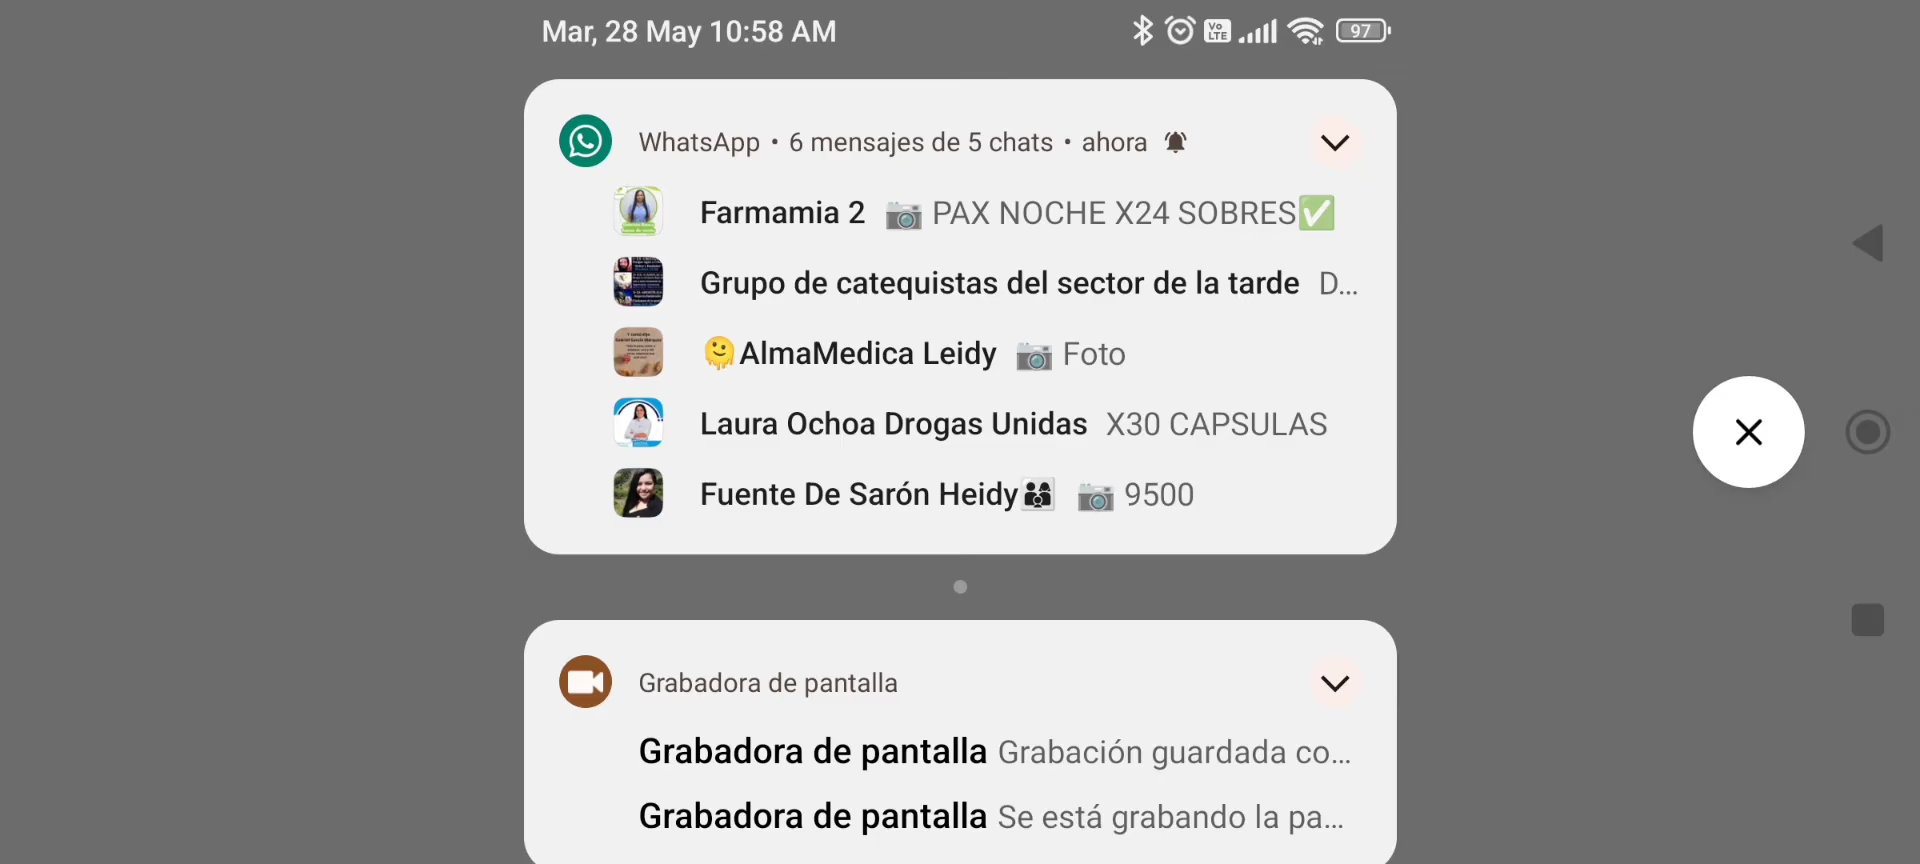 Mar, 28 May 10:58 AM
Vo LTE
97
WhatsApp • 6 mensajes de 5 chats • ahora
Farmamia 2 📷 PAX NOCHE X24 SOBRES✅
Grupo de catequistas del sector de la tarde D...
🫠AlmaMedica Leidy 📷 Foto
Laura Ochoa Drogas Unidas X30 CAPSULAS
Fuente De Sarón Heidy👨‍👩‍👦 📷 9500
Grabadora de pantalla
Grabadora de pantalla Grabación guardada co...
Grabadora de pantalla Se está grabando la pa...